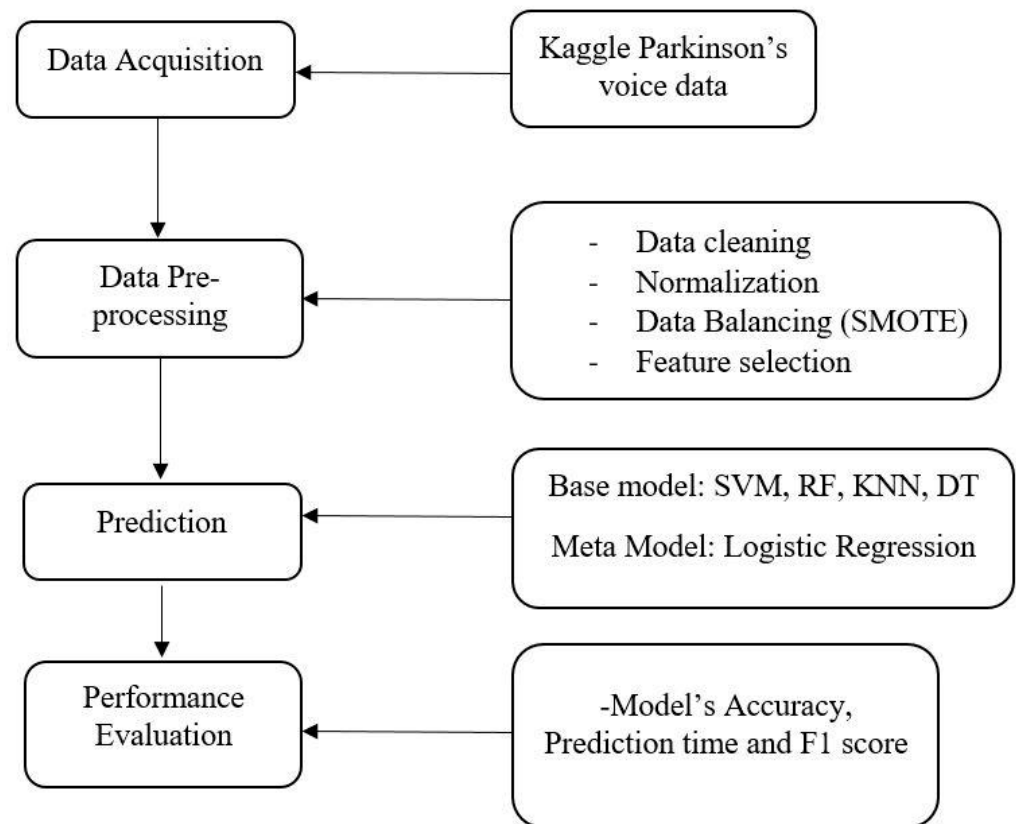 Data Acquisition
Kaggle Parkinson’s
voice data
Data Pre-
processing
- Data cleaning
- Normalization
- Data Balancing (SMOTE)
- Feature selection
Prediction
Base model: SVM, RF, KNN, DT
Meta Model: Logistic Regression
Performance
Evaluation
-Model’s Accuracy,
Prediction time and F1 score